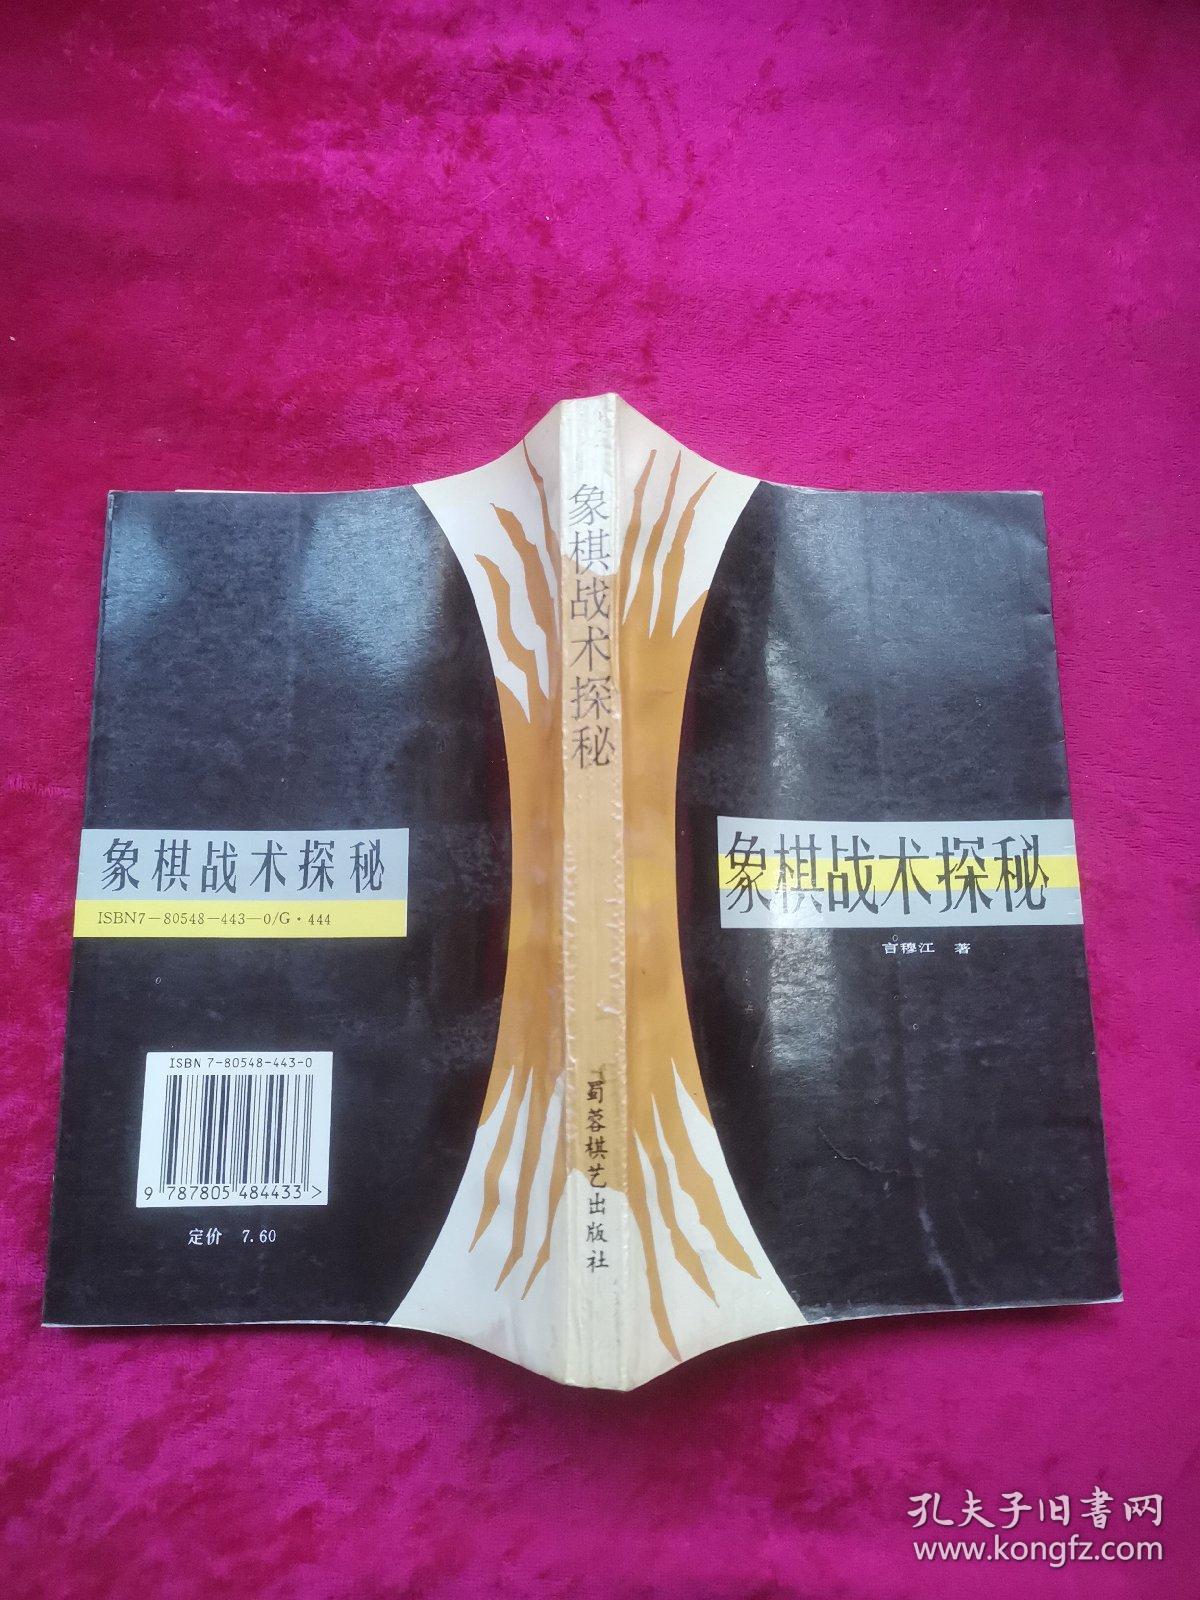 象棋战术探秘
ISBN7-80548-443-0/G·444
ISBN 7-80548-443-0
9 787805 484433 >
定价 7.60
象棋战术探秘
蜀蓉棋艺出版社
象棋战术探秘
言穆江 著
孔夫子旧书网
www.kongfz.com